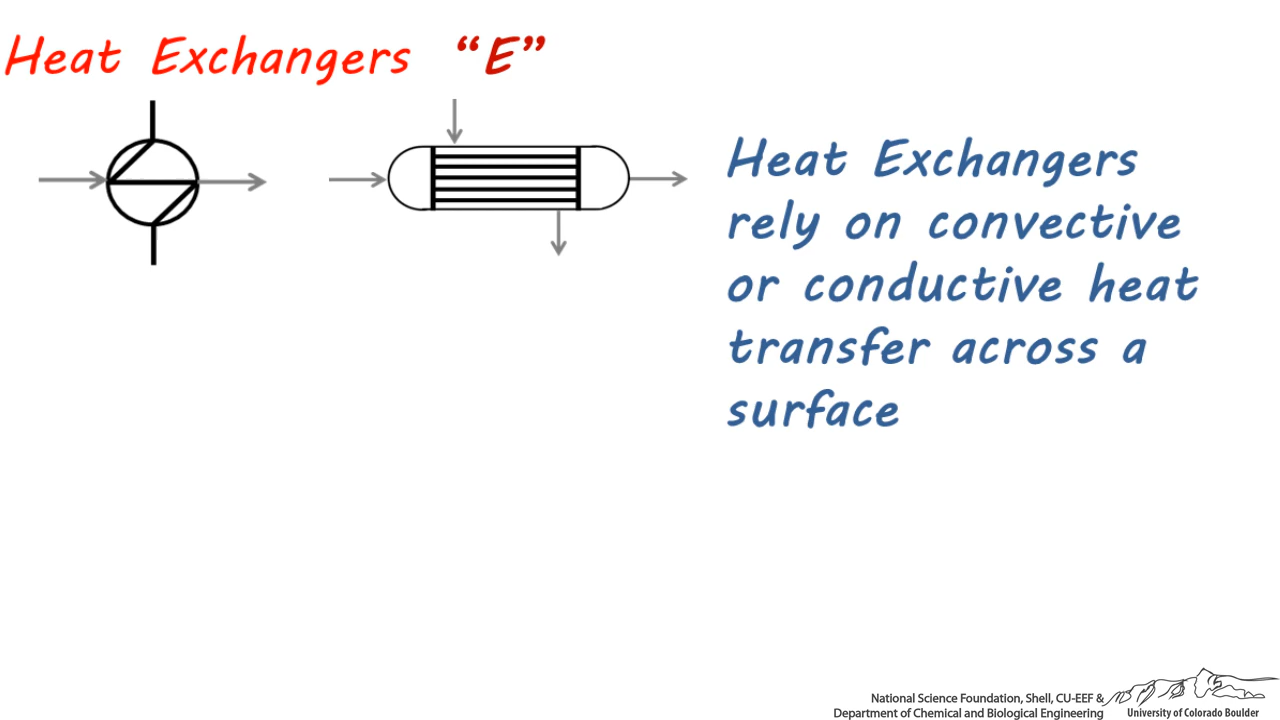 Heat Exchangers “E”
Heat Exchangers
rely on convective
or conductive heat
transfer across a
surface
National Science Foundation, Shell, CU-EEF &
Department of Chemical and Biological Engineering
University of Colorado Boulder